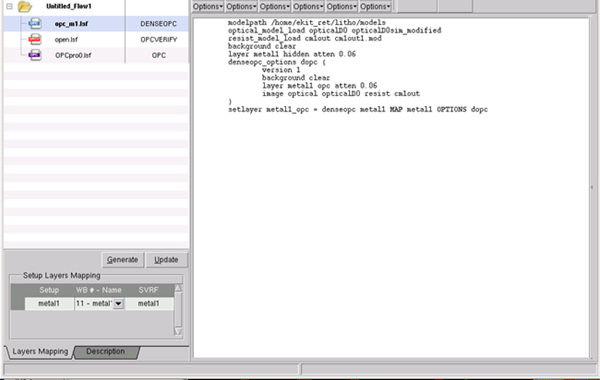 Untitled_Flow1
opc_m1.lsf DENSEOPC
open.lsf OPCVERIFY
OPCpro0.lsf OPC
Options Options Options Options Options Options
modelpath /home/ekit_ret/litho/models
optical_model_load opticalD0 opticalD0sim_modified
resist_model_load cmlout cmlout1.mod
background clear
layer metal1 hidden atten 0.06
denseopc_options dopc {
version 1
background clear
layer metal1 opc atten 0.06
image optical opticalD0 resist cmlout
}
setlayer metal1_opc = denseopc metal1 MAP metal1 OPTIONS dopc
Generate Update
Setup Layers Mapping
Setup WB # - Name SVRF
metal1 11 - metal metal1
Layers Mapping Description